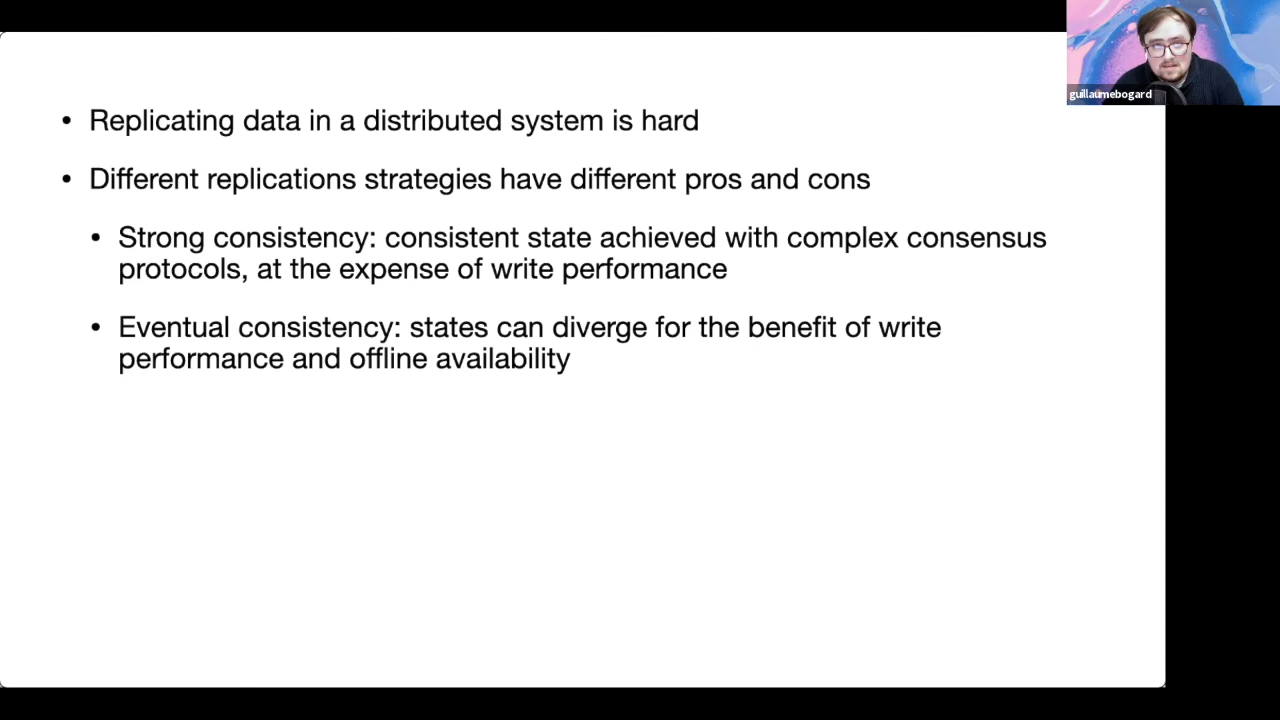 guillaumebogard
• Replicating data in a distributed system is hard
• Different replications strategies have different pros and cons
• Strong consistency: consistent state achieved with complex consensus
protocols, at the expense of write performance
• Eventual consistency: states can diverge for the benefit of write
performance and offline availability